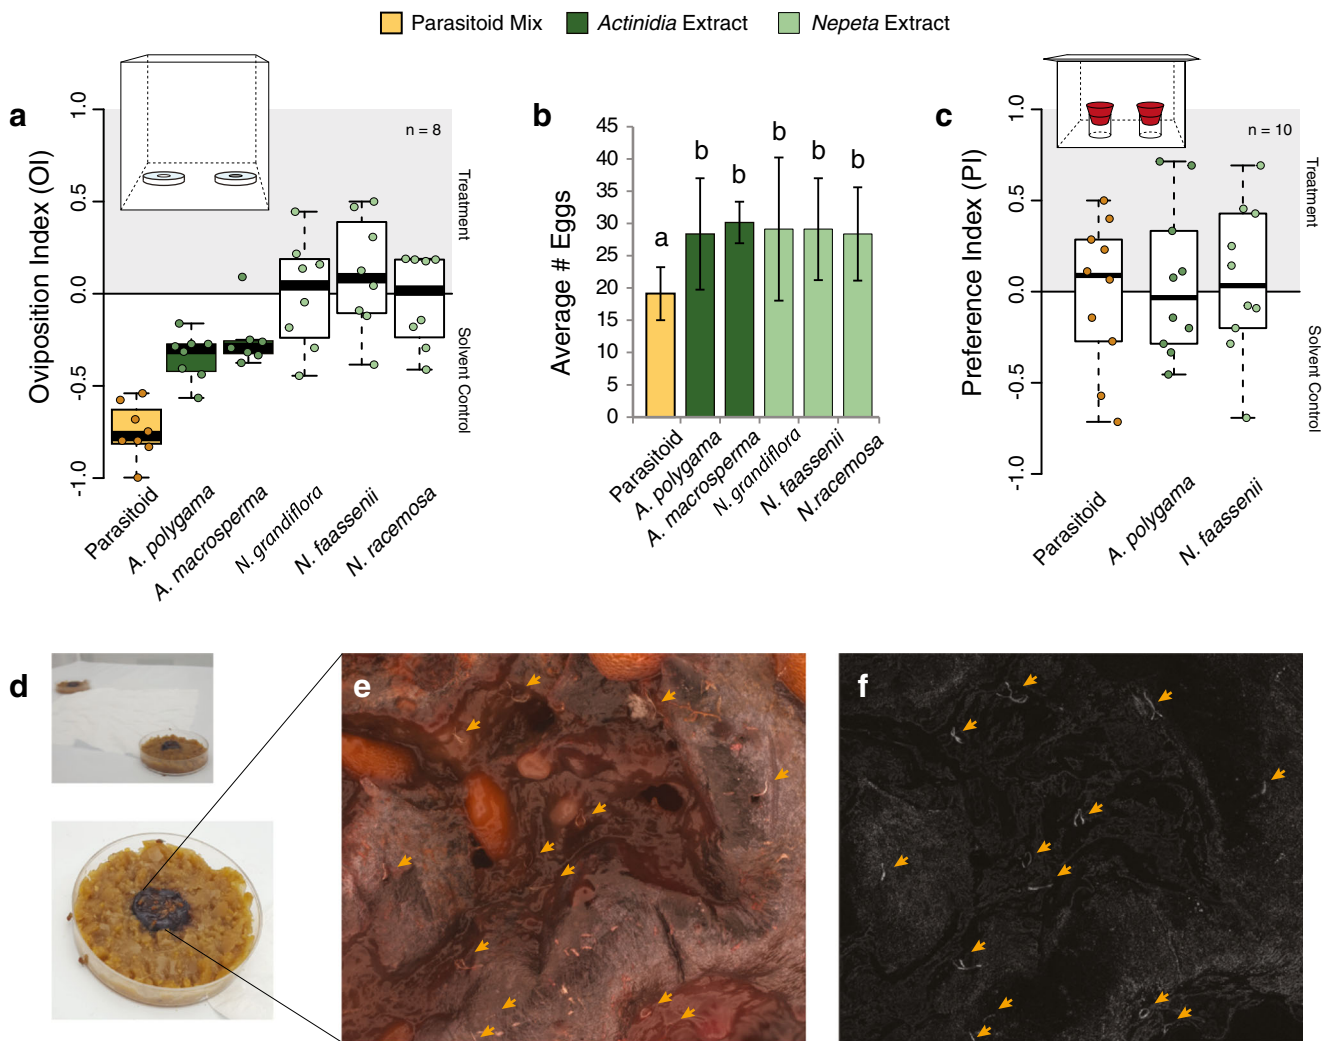 Parasitoid Mix Actinidia Extract Nepeta Extract
a
Oviposition Index (OI)
1.0
0.5
0.0
-0.5
-1.0
n = 8
Treatment
Solvent Control
Parasitoid
A. polygama
A. macrosperma
N. grandiflora
N. faassenii
N. racemosa
b
Average # Eggs
45
40
35
30
25
20
15
10
5
0
a
b
b
b
b
b
Parasitoid
A. polygama
A. macrosperma
N. grandiflora
N. faassenii
N.racemosa
c
Preference Index (PI)
1.0
0.5
0.0
-0.5
-1.0
n = 10
Treatment
Solvent Control
Parasitoid
A. polygama
N. faassenii
d
e
f